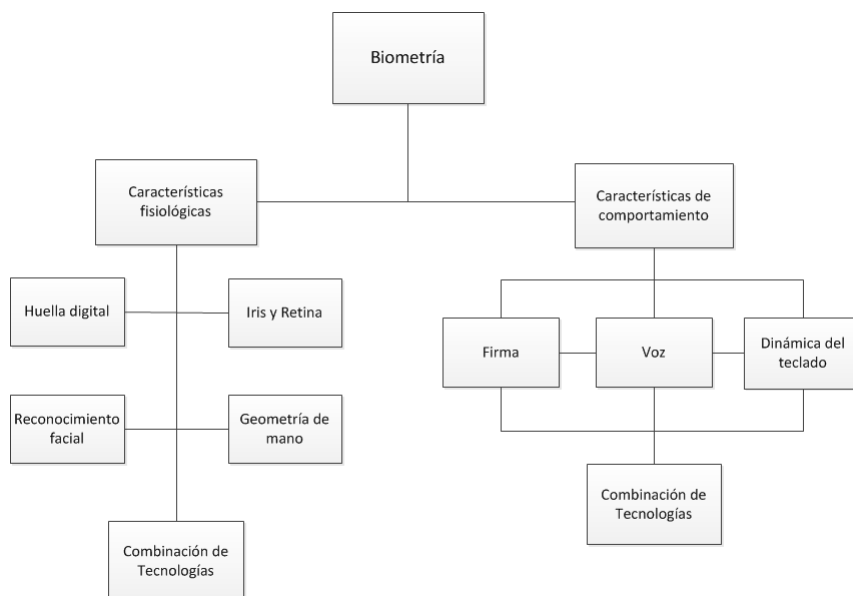 Biometría
Características
fisiológicas
Características de
comportamiento
Huella digital
Iris y Retina
Firma
Voz
Dinámica del
teclado
Reconocimiento
facial
Geometría de
mano
Combinación de
Tecnologías
Combinación de
Tecnologías